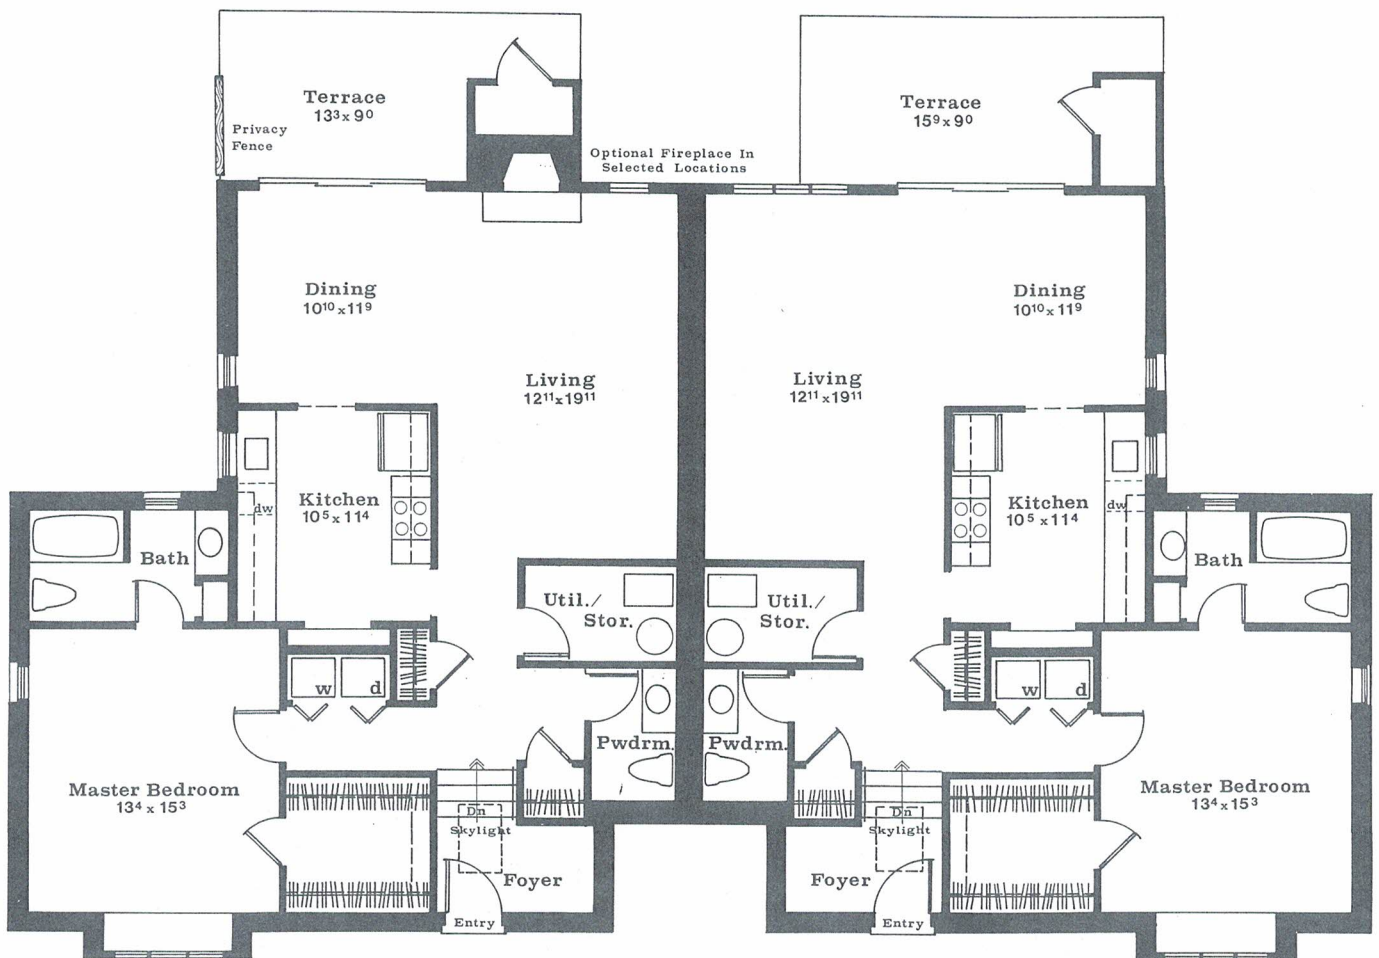 Terrace
13³ x 9⁰
Privacy
Fence
Optional Fireplace In
Selected Locations
Terrace
15⁹ x 9⁰
Dining
10¹⁰ x 11⁹
Living
12¹¹ x 19¹¹
Kitchen
10⁵ x 11⁴
dw
Bath
Util./
Stor.
w
d
Pwdrm.
Master Bedroom
13⁴ x 15³
Dn
Skylight
Foyer
Entry
Dining
10¹⁰ x 11⁹
Living
12¹¹ x 19¹¹
Kitchen
10⁵ x 11⁴
dw
Bath
Util./
Stor.
w
d
Pwdrm.
Master Bedroom
13⁴ x 15³
Dn
Skylight
Foyer
Entry